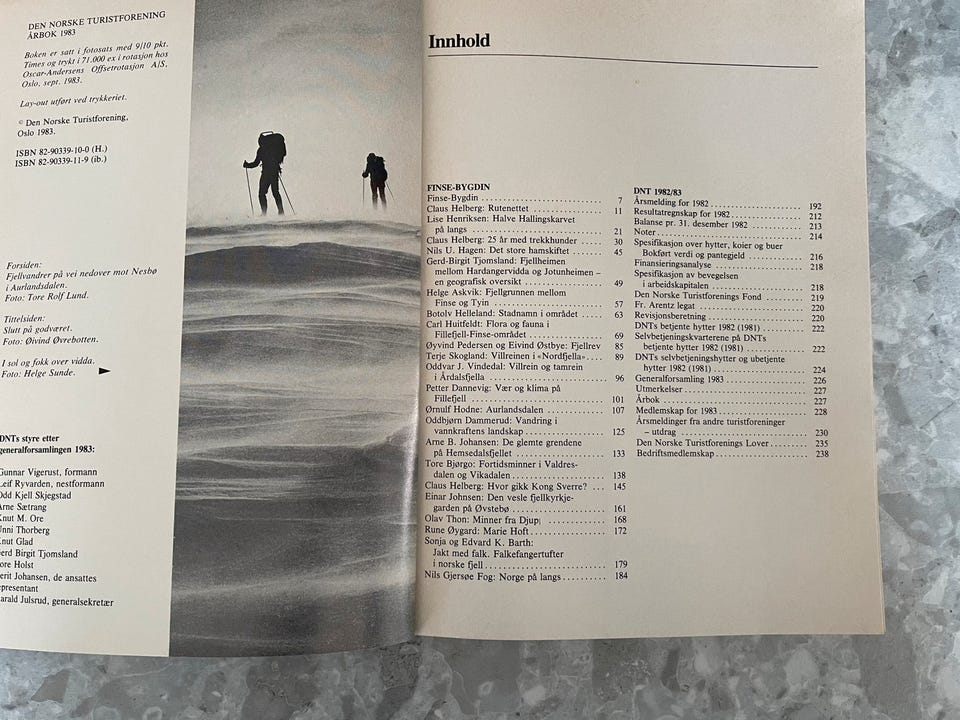 DEN NORSKE TURISTFORENING
ÅRBOK 1983
Boken er satt i fotosats med 9/10 pkt.
Times og trykt i 71.000 ex i rotasjon hos
Oscar-Andersens Offsetrotasjon A/S,
Oslo, sept. 1983.
Lay-out utført ved trykkeriet.
© Den Norske Turistforening,
Oslo 1983.
ISBN 82-90339-10-0 (H.)
ISBN 82-90339-11-9 (ib.)
Forsiden:
Fjellvandrer på vei nedover mot Nesbø
i Aurlandsdalen.
Foto: Tore Rolf Lund.
Tittelsiden:
Slutt på godværet.
Foto: Øivind Øvrebotten.
I sol og fokk over vidda.
Foto: Helge Sunde.
DNTs styre etter
generalforsamlingen 1983:
Gunnar Vigerust, formann
Leif Ryvarden, nestformann
Odd Kjell Skjegstad
Arne Sætrang
Knut M. Ore
Unni Thorberg
Knut Glad
erd Birgit Tjomsland
ore Holst
erit Johansen, de ansattes
epresentant
arald Julsrud, generalsekretær
Innhold
FINSE-BYGDIN
Finse-Bygdin 7
Claus Helberg: Rutenettet 11
Lise Henriksen: Halve Hallingskarvet
på langs 21
Claus Helberg: 25 år med trekkhunder 30
Nils U. Hagen: Det store hamskiftet 45
Gerd-Birgit Tjomsland: Fjellheimen
mellom Hardangervidda og Jotunheimen –
en geografisk oversikt 49
Helge Askvik: Fjellgrunnen mellom
Finse og Tyin 57
Botolv Helleland: Stadnamn i området 63
Carl Huitfeldt: Flora og fauna i
Fillefjell-Finse-området 69
Øyvind Pedersen og Eivind Østbye: Fjellrev 85
Terje Skogland: Villreinen i «Nordfjella» 89
Oddvar J. Vindedal: Villrein og tamrein
i Årdalsfjella 96
Petter Dannevig: Vær og klima på
Fillefjell 101
Ørnulf Hodne: Aurlandsdalen 107
Oddbjørn Dammerud: Vandring i
vannkraftens landskap 125
Arne B. Johansen: De glemte grendene
på Hemsedalsfjellet 133
Tore Bjørgo: Fortidsminner i Valdres-
dalen og Vikadalen 138
Claus Helberg: Hvor gikk Kong Sverre? 145
Einar Johnsen: Den vesle fjellkyrkje-
garden på Øvstebø 161
Olav Thon: Minner fra Djup 168
Rune Øygard: Marie Hoft 172
Sonja og Edvard K. Barth:
Jakt med falk. Falkefangertufter
i norske fjell 179
Nils Gjersøe Fog: Norge på langs 184
DNT 1982/83
Årsmelding for 1982 192
Resultatregnskap for 1982 212
Balanse pr. 31. desember 1982 213
Noter 214
Spesifikasjon over hytter, koier og buer
Bokført verdi og pantegjeld 216
Finansieringsanalyse 218
Spesifikasjon av bevegelsen
i arbeidskapitalen 218
Den Norske Turistforenings Fond 219
Fr. Arentz legat 220
Revisjonsberetning 220
DNTs betjente hytter 1982 (1981) 222
Selvbetjeningskvarterene på DNTs
betjente hytter 1982 (1981) 222
DNTs selvbetjeningshytter og ubetjente
hytter 1982 (1981) 224
Generalforsamling 1983 226
Utmerkelser 227
Årbok 227
Medlemskap for 1983 228
Årsmeldinger fra andre turistforeninger
– utdrag 230
Den Norske Turistforenings Lover 235
Bedriftsmedlemskap 238